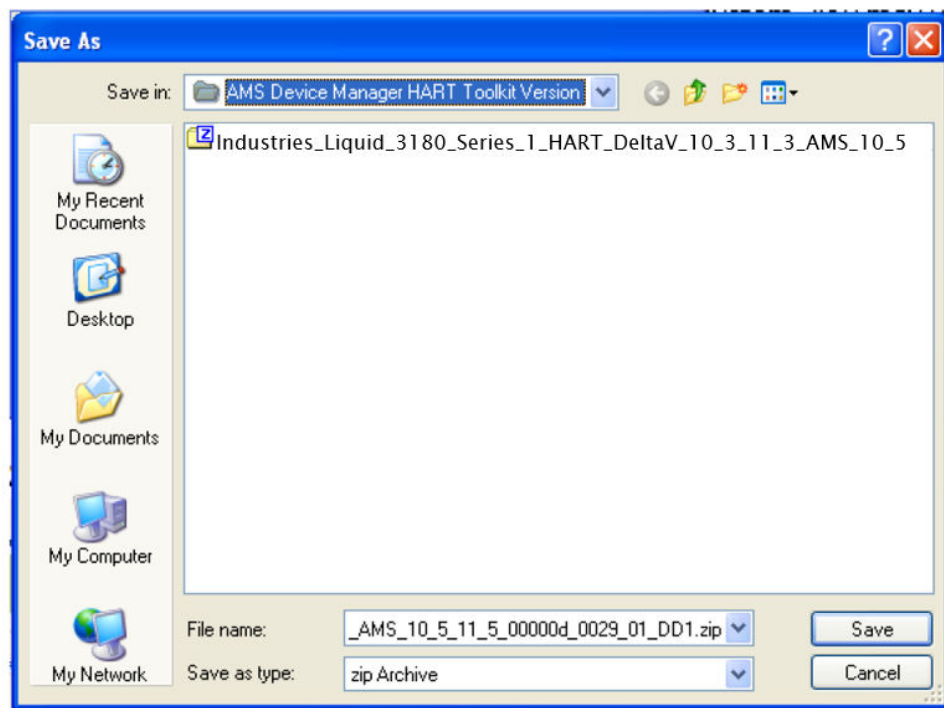 Save As
Save in:
AMS Device Manager HART Toolkit Version
Industries_Liquid_3180_Series_1_HART_DeltaV_10_3_11_3_AMS_10_5
My Recent
Documents
Desktop
My Documents
My Computer
My Network
File name:
_AMS_10_5_11_5_00000d_0029_01_DD1.zip
Save
Save as type:
zip Archive
Cancel